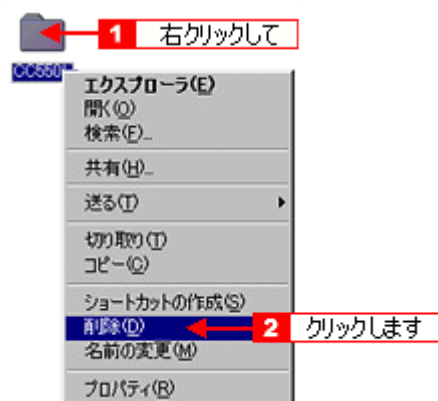 1 右クリックして
CC550
エクスプローラ(E)
開く(O)
検索(F)...
共有(H)...
送る(T)
切り取り(T)
コピー(C)
ショートカットの作成(S)
削除(D)
2 クリックします
名前の変更(M)
プロパティ(R)